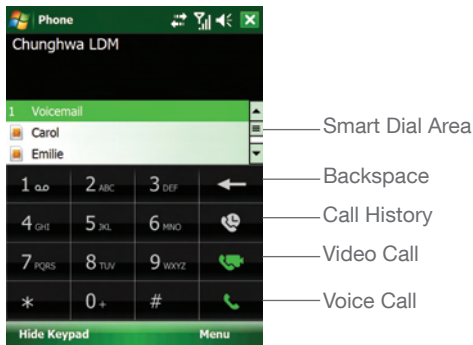 Phone
Chunghwa LDM
1 Voicemail
Carol
Emilie
Smart Dial Area
1 2 ABC 3 DEF
Backspace
4 GHI 5 JKL 6 MNO
Call History
7 PQRS 8 TUV 9 WXYZ
Video Call
* 0 + #
Voice Call
Hide Keypad Menu